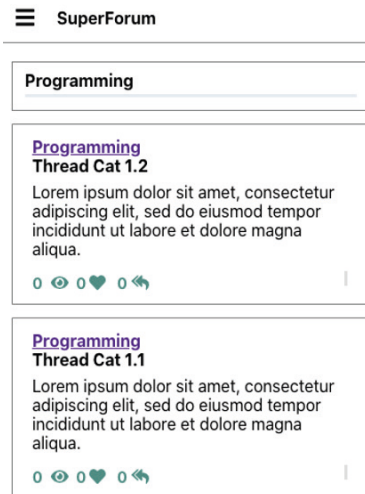 SuperForum
Programming
Programming
Thread Cat 1.2
Lorem ipsum dolor sit amet, consectetur
adipiscing elit, sed do eiusmod tempor
incididunt ut labore et dolore magna
aliqua.
0 0 0
Programming
Thread Cat 1.1
Lorem ipsum dolor sit amet, consectetur
adipiscing elit, sed do eiusmod tempor
incididunt ut labore et dolore magna
aliqua.
0 0 0